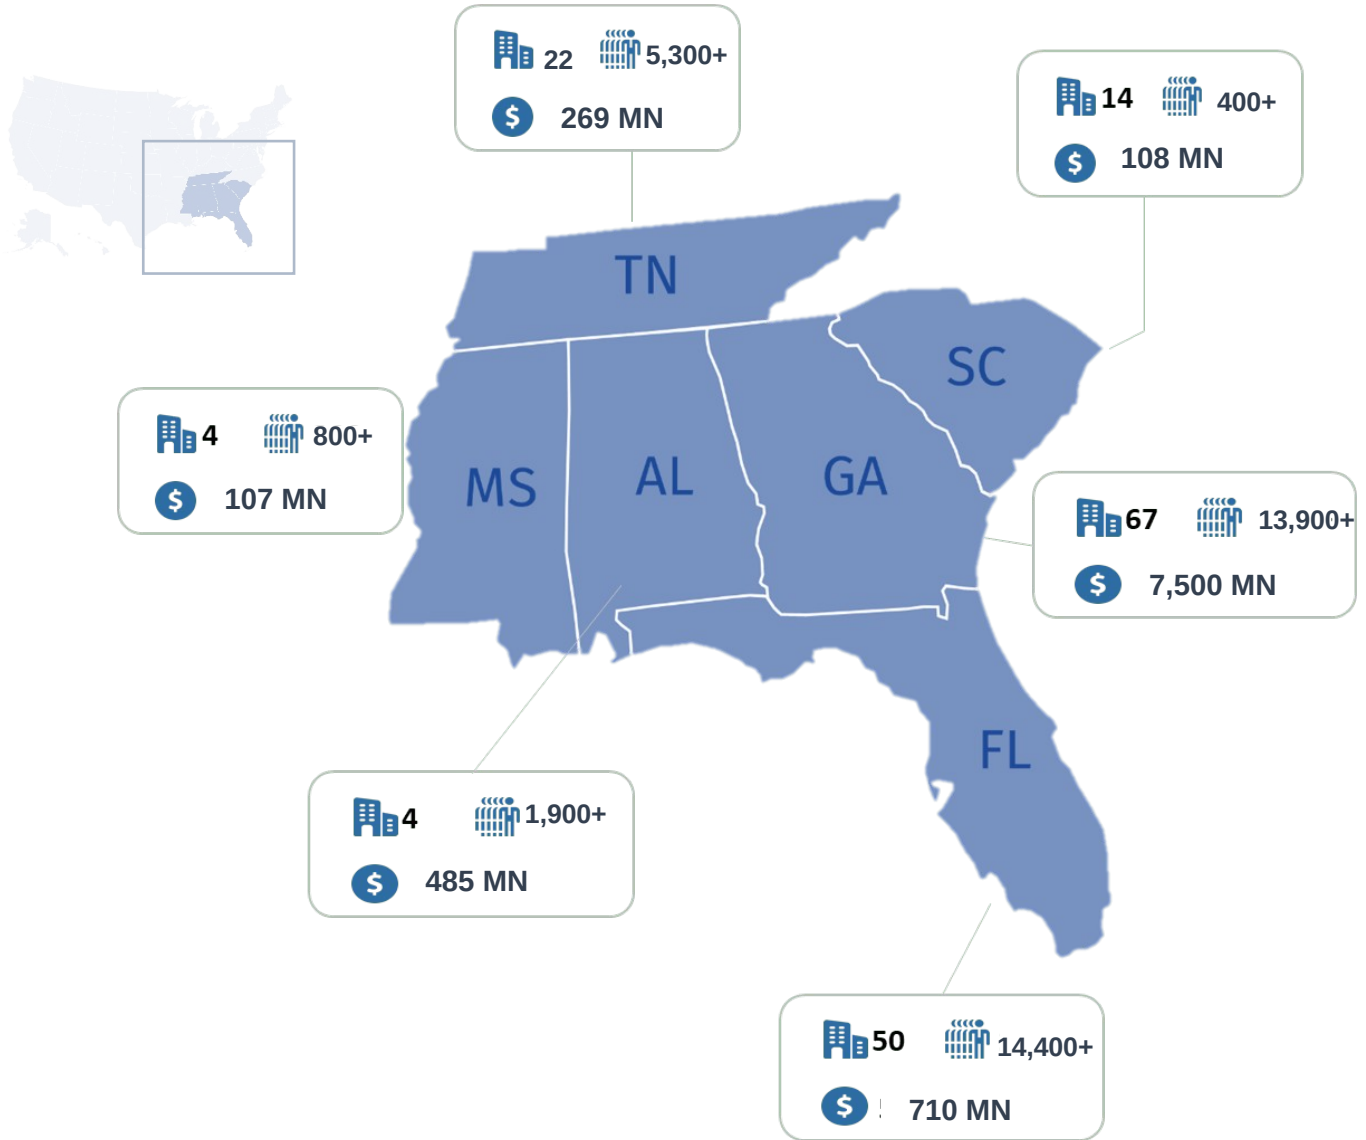 22 5,300+
$ 269 MN
14 400+
$ 108 MN
TN
SC
4 800+
$ 107 MN
MS
AL
GA
67 13,900+
$ 7,500 MN
FL
4 1,900+
$ 485 MN
50 14,400+
$ 710 MN